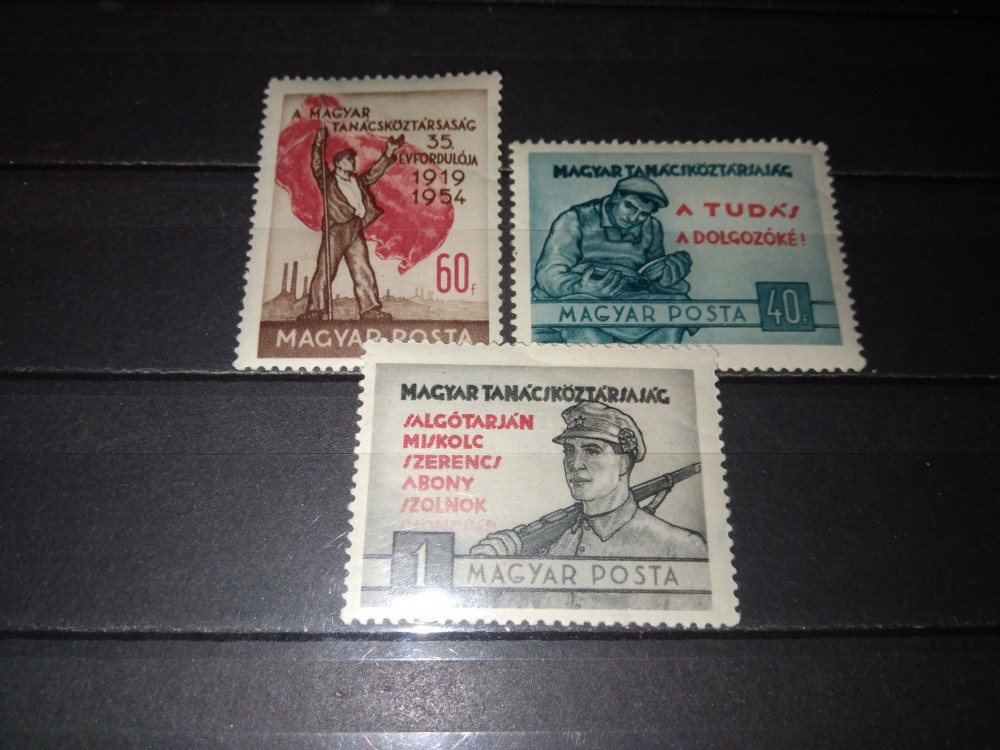 A MAGYAR
TANÁCSKÖZTÁRSASÁG
35.
ÉVFORDULÓJA
1919
1954
60f
MAGYAR POSTA
MAGYAR TANÁCSKÖZTÁRSASÁG
A TUDÁS
A DOLGOZÓKÉ!
MAGYAR POSTA 40f
MAGYAR TANÁCSKÖZTÁRSASÁG
SALGÓTARJÁN
MISKOLC
SZERENCS
ABONY
SZOLNOK
1 MAGYAR POSTA